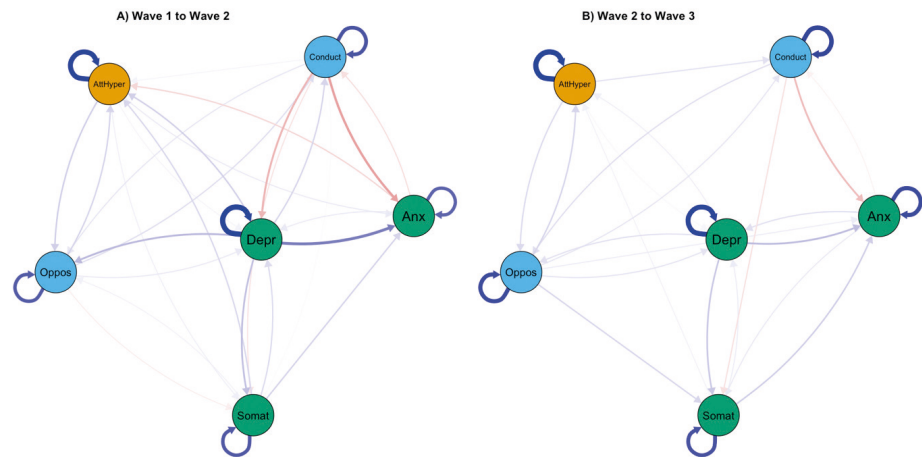 A) Wave 1 to Wave 2
B) Wave 2 to Wave 3
Conduct
AttHyper
Anx
Depr
Oppos
Somat
Conduct
AttHyper
Anx
Depr
Oppos
Somat